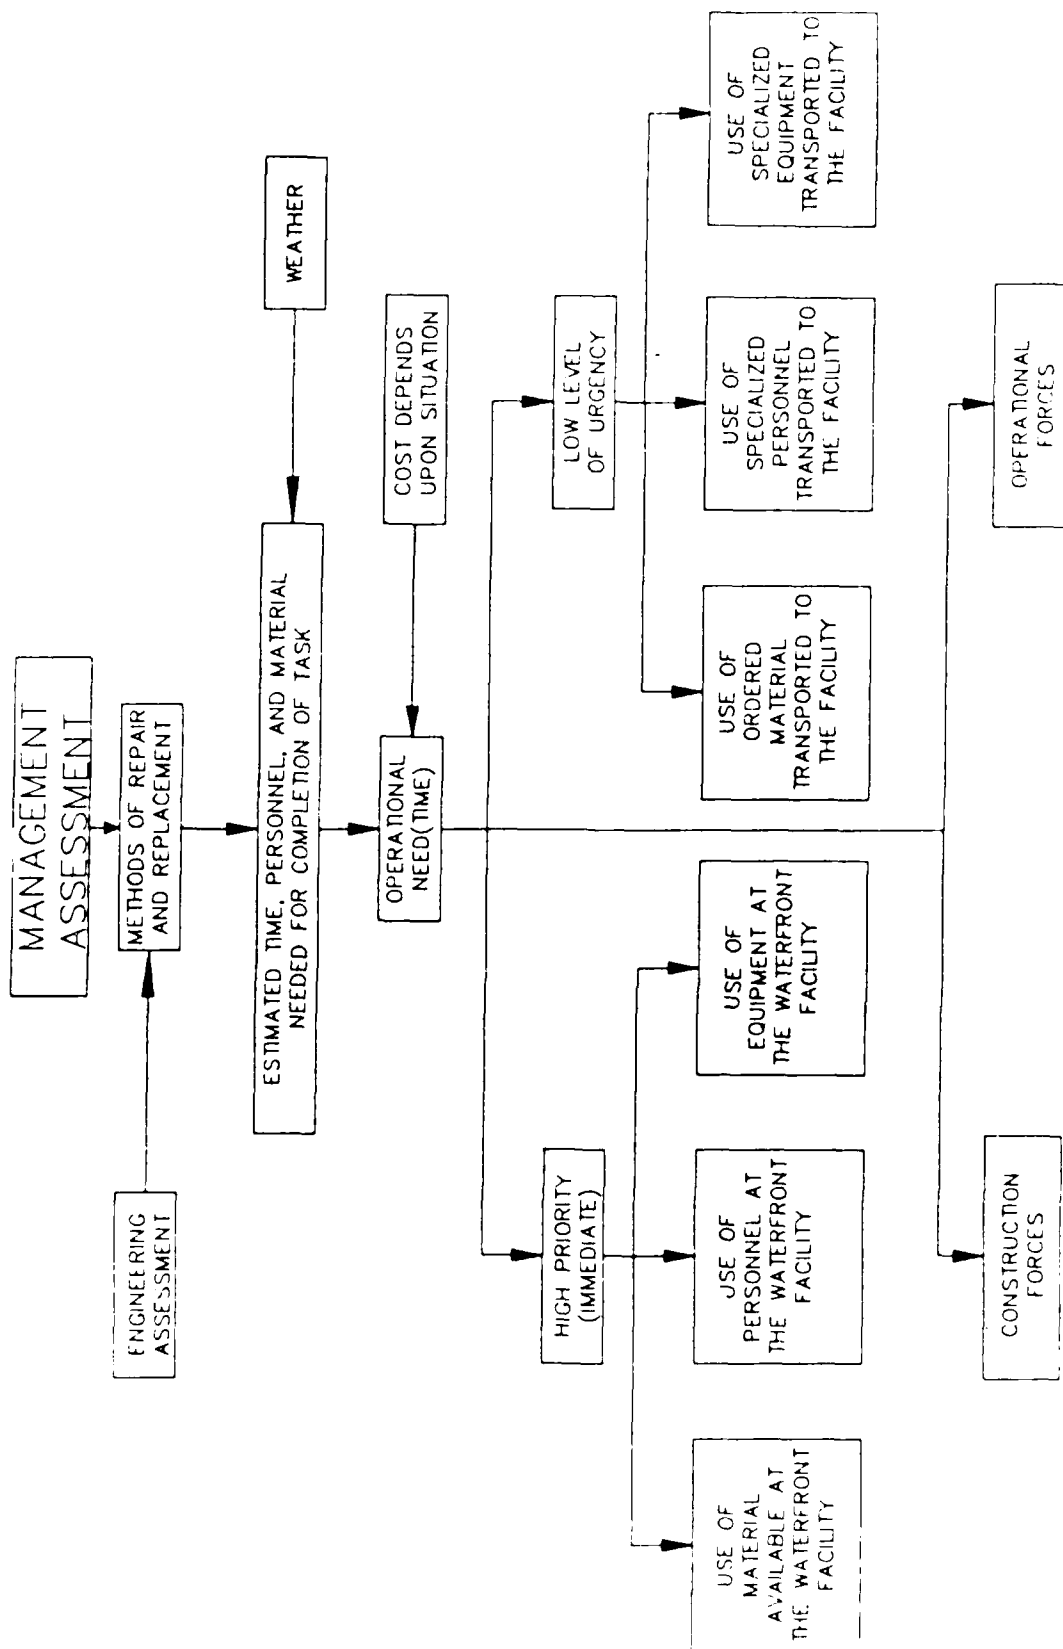 MANAGEMENT
ASSESSMENT
ENGINEERING
ASSESSMENT
METHODS OF REPAIR
AND REPLACEMENT
ESTIMATED TIME, PERSONNEL, AND MATERIAL
NEEDED FOR COMPLETION OF TASK
WEATHER
OPERATIONAL
NEED(TIME)
COST DEPENDS
UPON SITUATION
HIGH PRIORITY
(IMMEDIATE)
LOW LEVEL
OF URGENCY
USE OF
MATERIAL
AVAILABLE AT
THE WATERFRONT
FACILITY
USE OF
PERSONNEL AT
THE WATERFRONT
FACILITY
USE OF
EQUIPMENT AT
THE WATERFRONT
FACILITY
USE OF
ORDERED
MATERIAL
TRANSPORTED TO
THE FACILITY
USE OF
SPECIALIZED
PERSONNEL
TRANSPORTED TO
THE FACILITY
USE OF
SPECIALIZED
EQUIPMENT
TRANSPORTED TO
THE FACILITY
CONSTRUCTION
FORCES
OPERATIONAL
FORCES